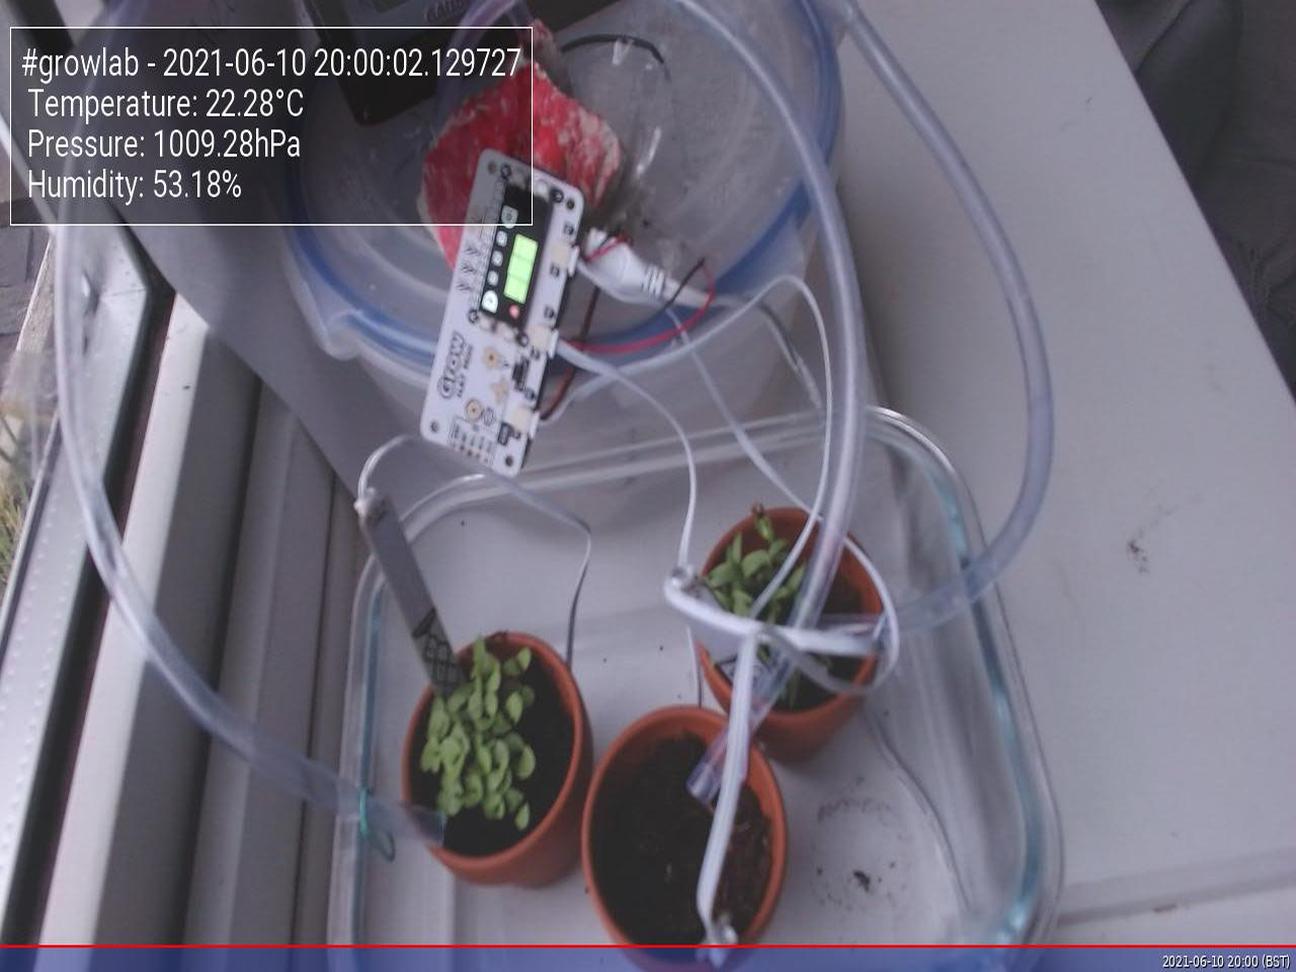 #growlab - 2021-06-10 20:00:02.129727
Temperature: 22.28°C
Pressure: 1009.28hPa
Humidity: 53.18%
Grow
2021-06-10 20:00 (BST)